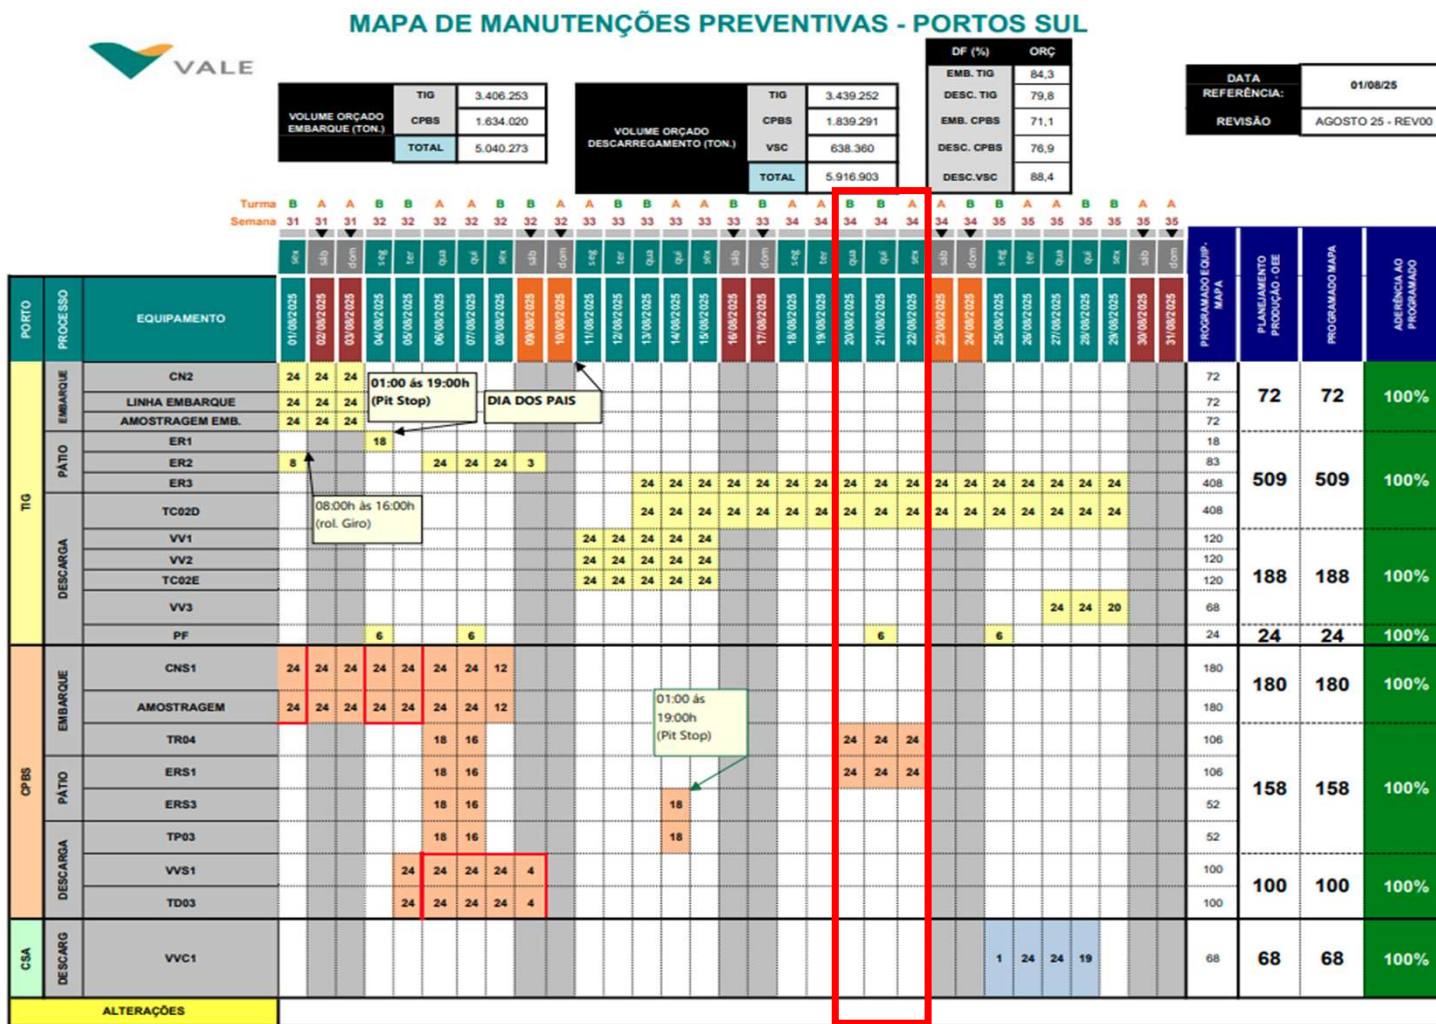 MAPA DE MANUTENÇÕES PREVENTIVAS - PORTOS SUL
VALE
VOLUME ORÇADO EMBARQUE (TON.)
TIG 3.406.253
CPBS 1.634.020
TOTAL 5.040.273
VOLUME ORÇADO DESCARREGAMENTO (TON.)
TIG 3.439.252
CPBS 1.839.291
VSC 638.360
TOTAL 5.916.903
DF (%) ORÇ
EMB. TIG 84,3
DESC. TIG 79,8
EMB. CPBS 71,1
DESC. CPBS 76,9
DESC.VSC 88,4
DATA REFERÊNCIA: 01/08/25
REVISÃO AGOSTO 25 - REV00
Turma B A A B B A A B B A A B B A A B B A A B B A A B B A A B B A A
Semana 31 31 31 32 32 32 32 32 32 32 33 33 33 33 33 33 33 34 34 34 34 34 34 34 35 35 35 35 35 35 35
sex sáb dom seg ter qua qui sex sáb dom seg ter qua qui sex sáb dom seg ter qua qui sex sáb dom seg ter qua qui sex sáb dom
PORTO PROCESSO EQUIPAMENTO 01/08/2025 02/08/2025 03/08/2025 04/08/2025 05/08/2025 06/08/2025 07/08/2025 08/08/2025 09/08/2025 10/08/2025 11/08/2025 12/08/2025 13/08/2025 14/08/2025 15/08/2025 16/08/2025 17/08/2025 18/08/2025 19/08/2025 20/08/2025 21/08/2025 22/08/2025 23/08/2025 24/08/2025 25/08/2025 26/08/2025 27/08/2025 28/08/2025 29/08/2025 30/08/2025 31/08/2025 PROGRAMADO EQUIP. MAPA PLANEJAMENTO PRODUÇÃO - OEE PROGRAMADO MAPA ADERÊNCIA AO PROGRAMADO
TIG
EMBARQUE
CN2 24 24 24 72
LINHA EMBARQUE 24 24 24 72
AMOSTRAGEM EMB. 24 24 24 72
72 72 100%
01:00 ás 19:00h
(Pit Stop)
DIA DOS PAIS
PÁTIO
ER1 18 18
ER2 8 24 24 24 3 83
ER3 24 24 24 24 24 24 24 24 24 24 24 24 24 24 24 24 24 408
509 509 100%
08:00h às 16:00h
(rol. Giro)
DESCARGA
TC02D 24 24 24 24 24 24 24 24 24 24 24 24 24 24 24 24 24 408
VV1 24 24 24 24 24 120
VV2 24 24 24 24 24 120
TC02E 24 24 24 24 24 120
VV3 24 24 20 68
188 188 100%
PF 6 6 6 6 24 24 24 100%
CPBS
EMBARQUE
CNS1 24 24 24 24 24 24 24 12 180
AMOSTRAGEM 24 24 24 24 24 24 24 12 180
180 180 100%
01:00 ás
19:00h
(Pit Stop)
TR04 18 16 24 24 24 106
PÁTIO
ERS1 18 16 24 24 24 106
ERS3 18 16 18 52
158 158 100%
DESCARGA
TP03 18 16 18 52
VVS1 24 24 24 24 4 100
TD03 24 24 24 24 4 100
100 100 100%
CSA
DESCARG
VVC1 1 24 24 19 68 68 68 100%
ALTERAÇÕES